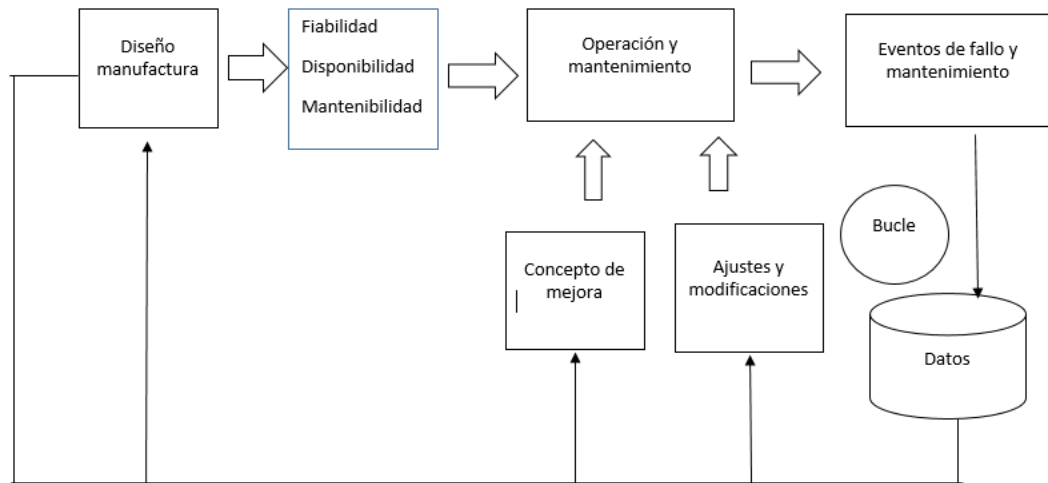 Diseño
manufactura
Fiabilidad
Disponibilidad
Mantenibilidad
Operación y
mantenimiento
Eventos de fallo y
mantenimiento
Concepto de
mejora
Ajustes y
modificaciones
Bucle
Datos